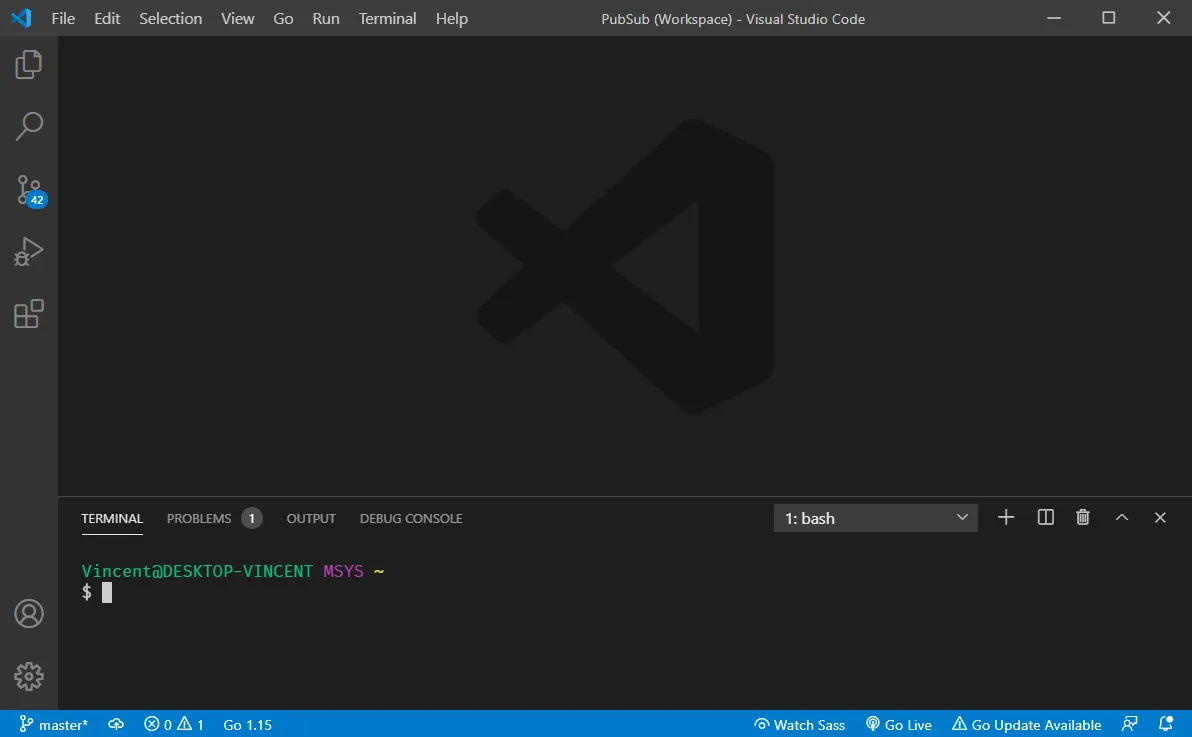 File Edit Selection View Go Run Terminal Help PubSub (Workspace) - Visual Studio Code
42
TERMINAL PROBLEMS 1 OUTPUT DEBUG CONSOLE 1: bash
Vincent@DESKTOP-VINCENT MSYS ~
$
master* 0 1 Go 1.15 Watch Sass Go Live Go Update Available